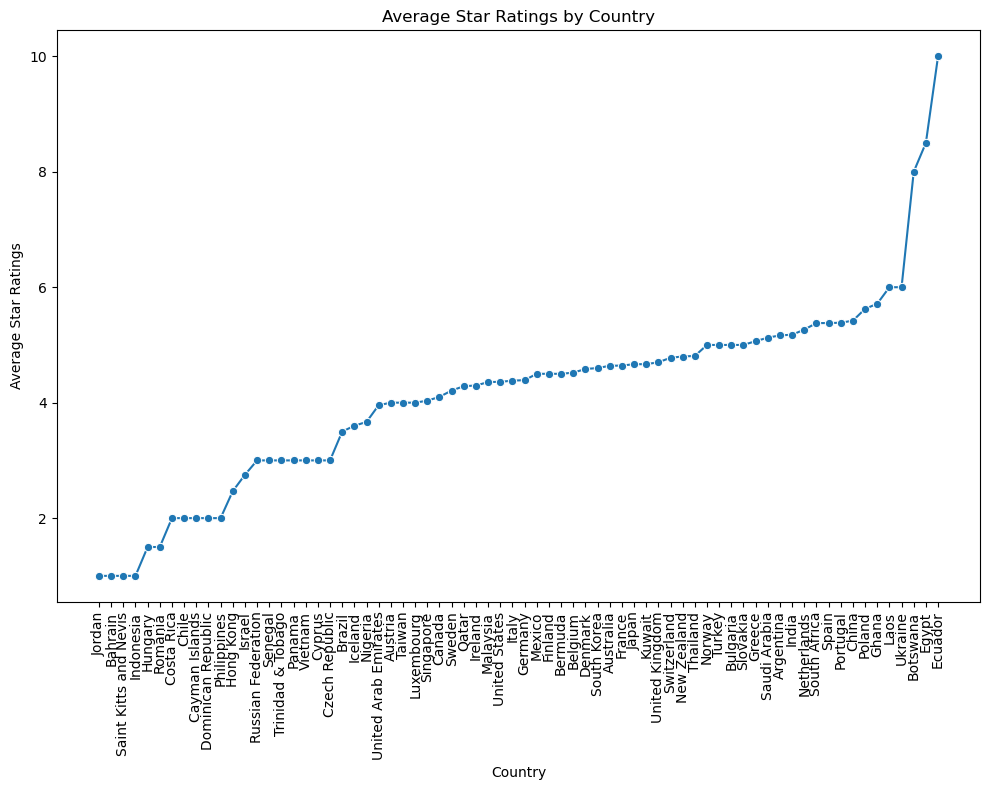 Average Star Ratings by Country
Average Star Ratings
10
8
6
4
2
Jordan
Bahrain
Saint Kitts and Nevis
Indonesia
Hungary
Romania
Costa Rica
Chile
Cayman Islands
Dominican Republic
Philippines
Hong Kong
Israel
Russian Federation
Senegal
Trinidad & Tobago
Panama
Vietnam
Cyprus
Czech Republic
Brazil
Iceland
Nigeria
United Arab Emirates
Austria
Taiwan
Luxembourg
Singapore
Canada
Sweden
Qatar
Ireland
Malaysia
United States
Italy
Germany
Mexico
Finland
Bermuda
Belgium
Denmark
South Korea
Australia
France
Japan
Kuwait
United Kingdom
Switzerland
New Zealand
Thailand
Norway
Turkey
Bulgaria
Slovakia
Greece
Saudi Arabia
Argentina
India
Netherlands
South Africa
Spain
Portugal
China
Poland
Ghana
Laos
Ukraine
Botswana
Egypt
Ecuador
Country